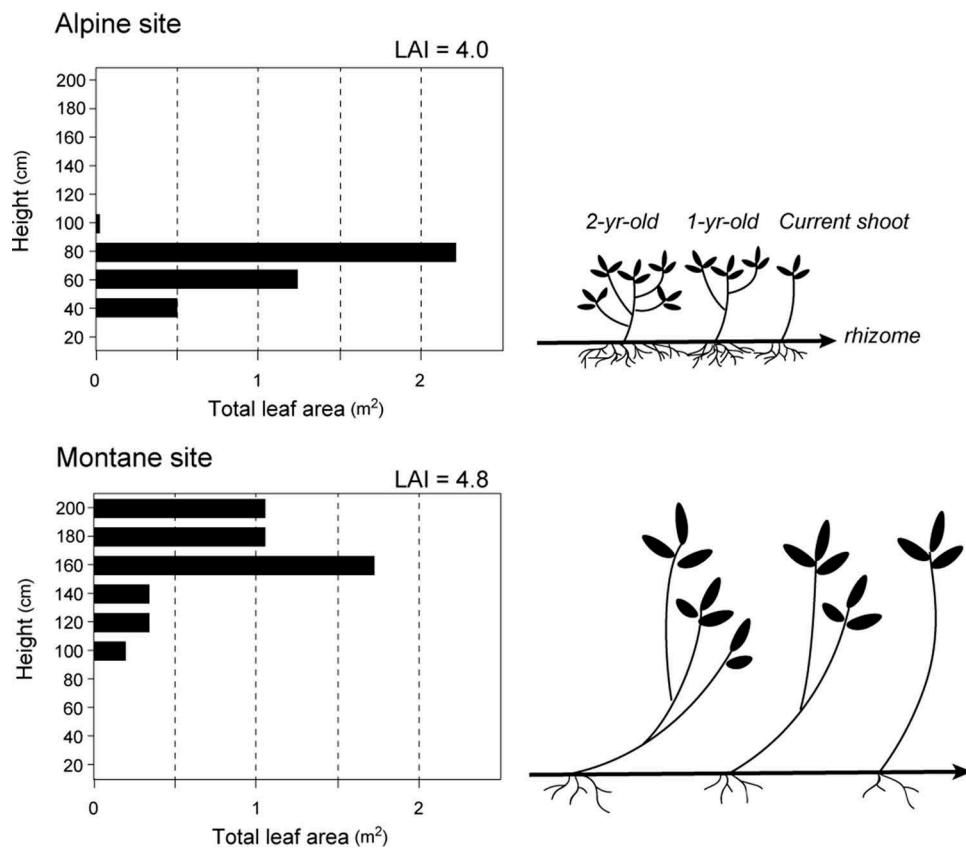 Alpine site
LAI = 4.0
Height (cm)
200
180
160
140
120
100
80
60
40
20
0 1 2
Total leaf area (m²)
2-yr-old 1-yr-old Current shoot
rhizome
Montane site
LAI = 4.8
Height (cm)
200
180
160
140
120
100
80
60
40
20
0 1 2
Total leaf area (m²)